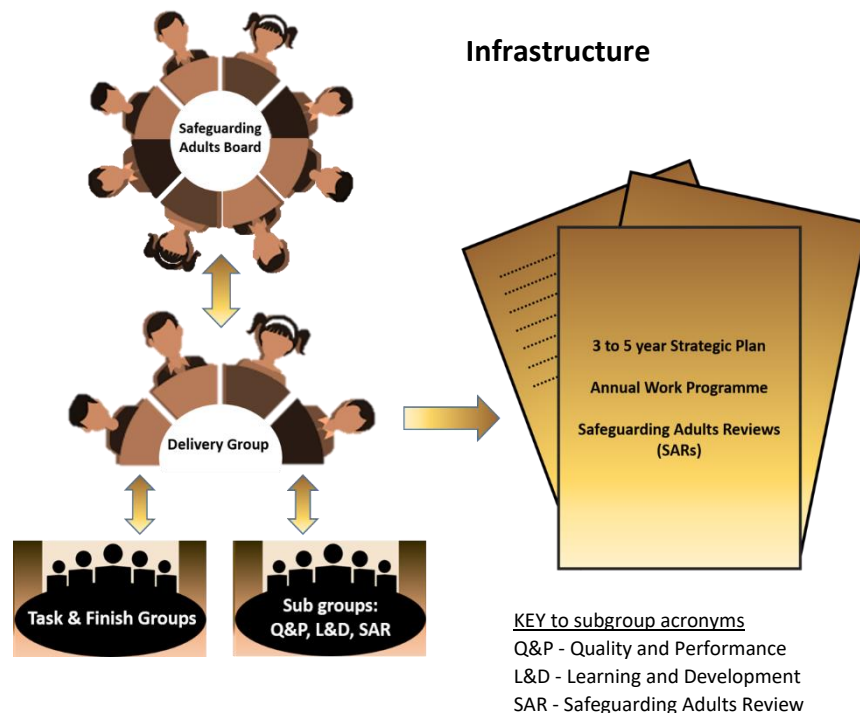 Infrastructure
Safeguarding
Adults Board
Delivery Group
Task & Finish Groups
Sub groups:
Q&P, L&D, SAR
3 to 5 year Strategic Plan
Annual Work Programme
Safeguarding Adults Reviews
(SARs)
KEY to subgroup acronyms
Q&P - Quality and Performance
L&D - Learning and Development
SAR - Safeguarding Adults Review